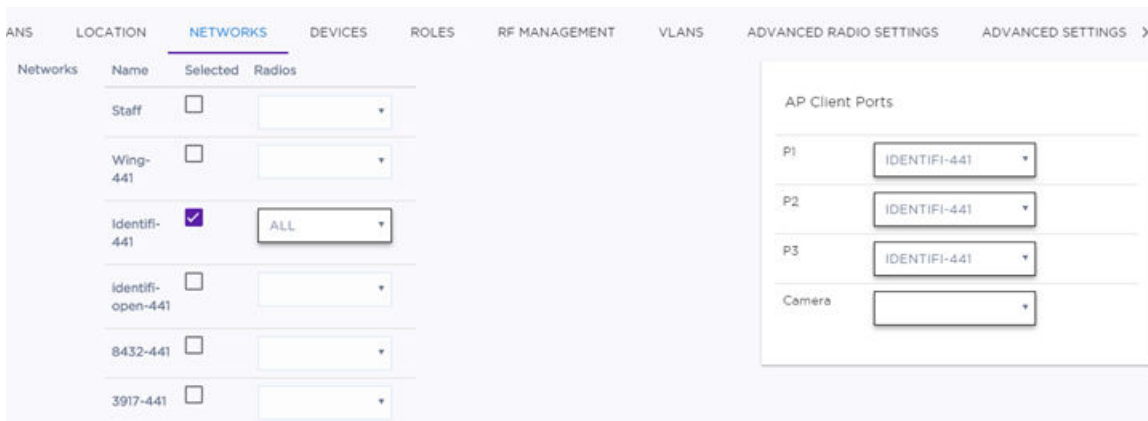 ANS LOCATION NETWORKS DEVICES ROLES RF MANAGEMENT VLANS ADVANCED RADIO SETTINGS ADVANCED SETTINGS
Networks Name Selected Radios
Staff
Wing-
441
Identifi-
441 ALL
identifi-
open-441
8432-441
3917-441
AP Client Ports
P1 IDENTIFI-441
P2 IDENTIFI-441
P3 IDENTIFI-441
Camera